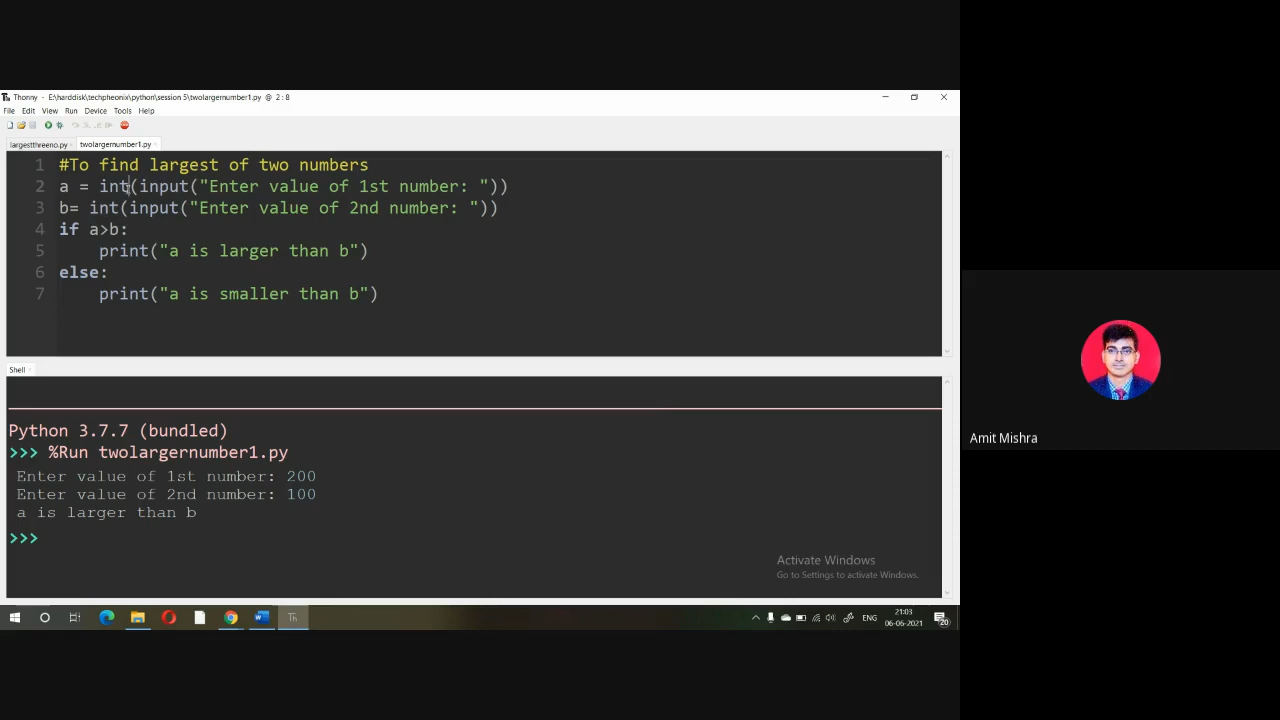 Th Thonny - E:\harddisk\techpheonix\python\session 5\twolargernumber1.py @ 2:8
File Edit View Run Device Tools Help
largestthreeno.py twolargernumber1.py
1 #To find largest of two numbers
2 a = int(input("Enter value of 1st number: "))
3 b= int(input("Enter value of 2nd number: "))
4 if a>b:
5     print("a is larger than b")
6 else:
7     print("a is smaller than b")
Shell
Python 3.7.7 (bundled)
>>> %Run twolargernumber1.py
Enter value of 1st number: 200
Enter value of 2nd number: 100
a is larger than b
>>>
Activate Windows
Go to Settings to activate Windows.
Th
ENG
21:03
06-06-2021
20
Amit Mishra